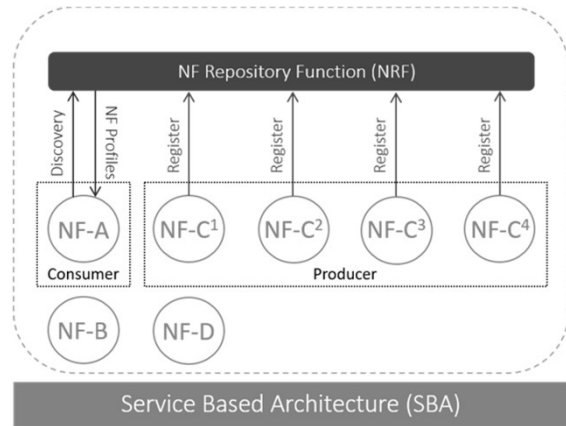 NF Repository Function (NRF)
Discovery
NF Profiles
Register
Register
Register
Register
NF-A
NF-C¹
NF-C²
NF-C³
NF-C⁴
Consumer
Producer
NF-B
NF-D
Service Based Architecture (SBA)